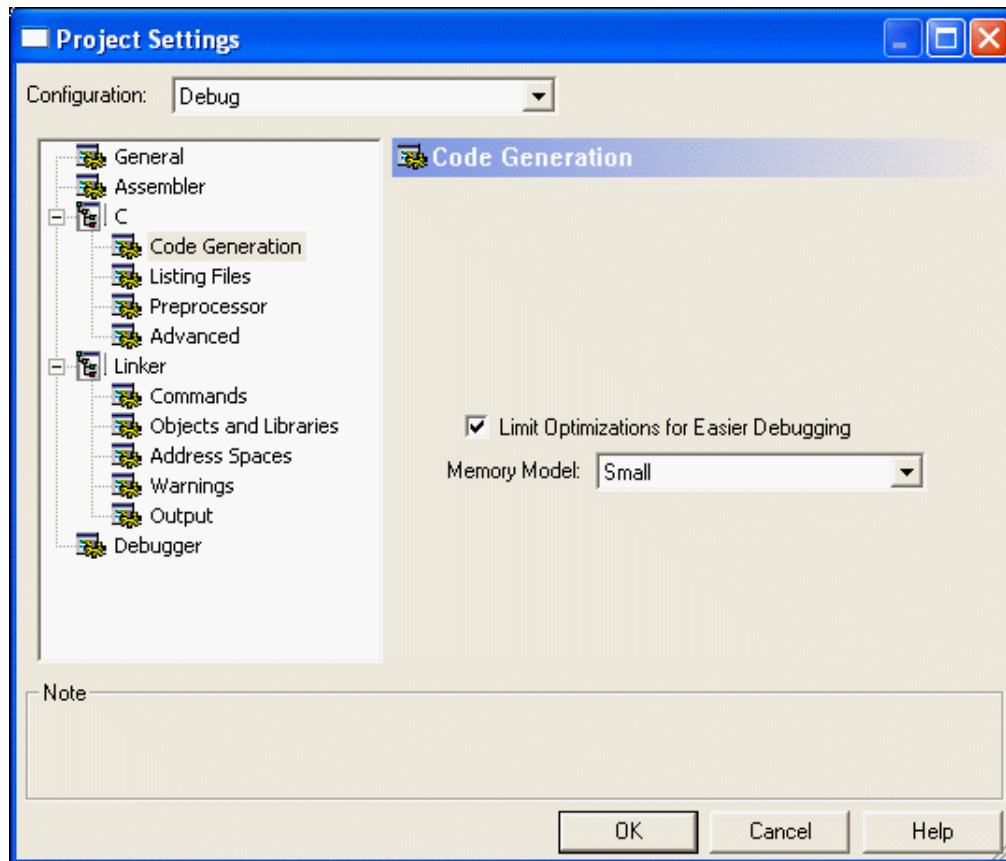 Project Settings
Configuration: Debug
General
Assembler
C
Code Generation
Listing Files
Preprocessor
Advanced
Linker
Commands
Objects and Libraries
Address Spaces
Warnings
Output
Debugger
Code Generation
Limit Optimizations for Easier Debugging
Memory Model: Small
Note
OK Cancel Help